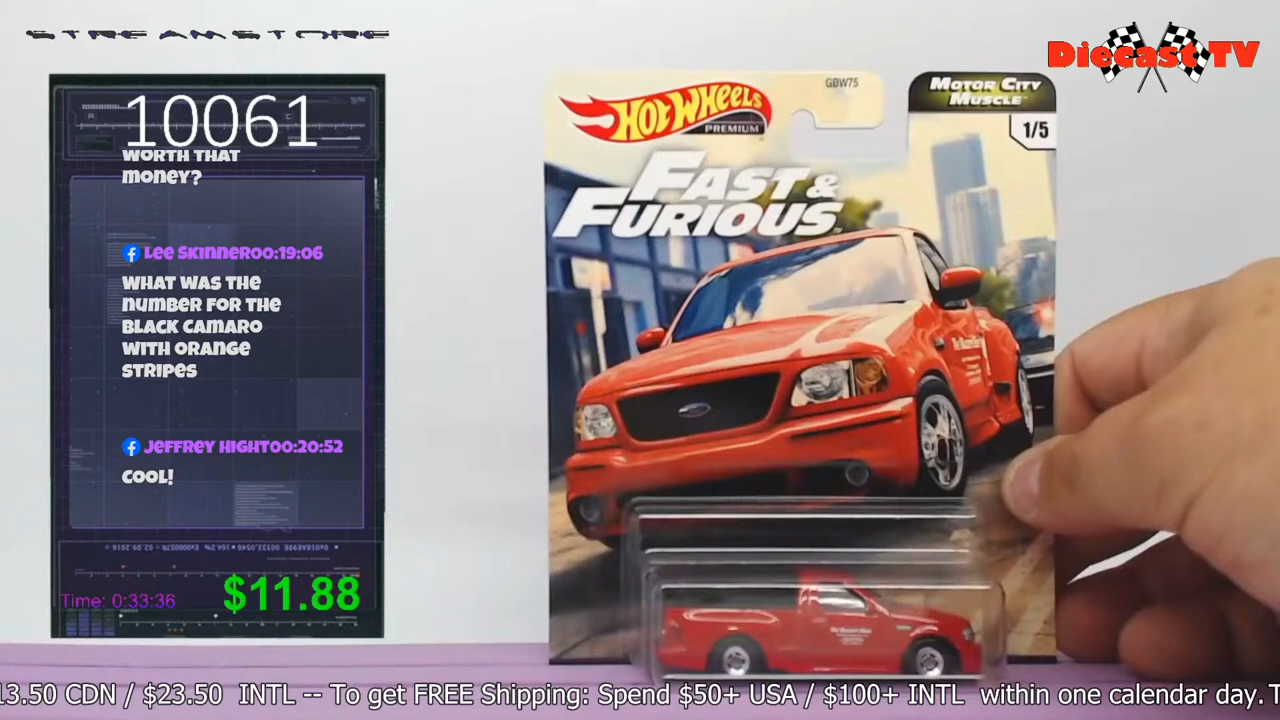 STREAMSTORE
10061
WORTH THAT
MONEY?
Lee Skinner00:19:06
WHAT WAS THE
NUMBER FOR THE
BLACK CAMARO
WITH ORANGE
STRIPES
Jeffrey Hight00:20:52
COOL!
Time: 0:33:36
$11.88
Diecast TV
GBW75
HOT WHEELS
PREMIUM
FAST &
FURIOUS
MOTOR CITY
MUSCLE
1/5
13.50 CDN / $23.50 INTL -- To get FREE Shipping: Spend $50+ USA / $100+ INTL within one calendar day. T